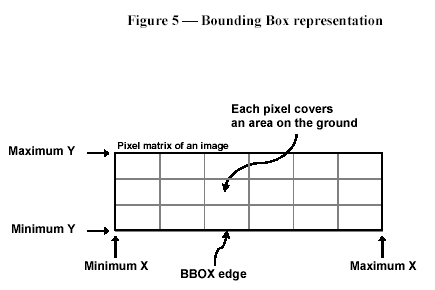 Figure 5 — Bounding Box representation
Each pixel covers
an area on the ground
Maximum Y
Pixel matrix of an image
Minimum Y
Minimum X
BBOX edge
Maximum X